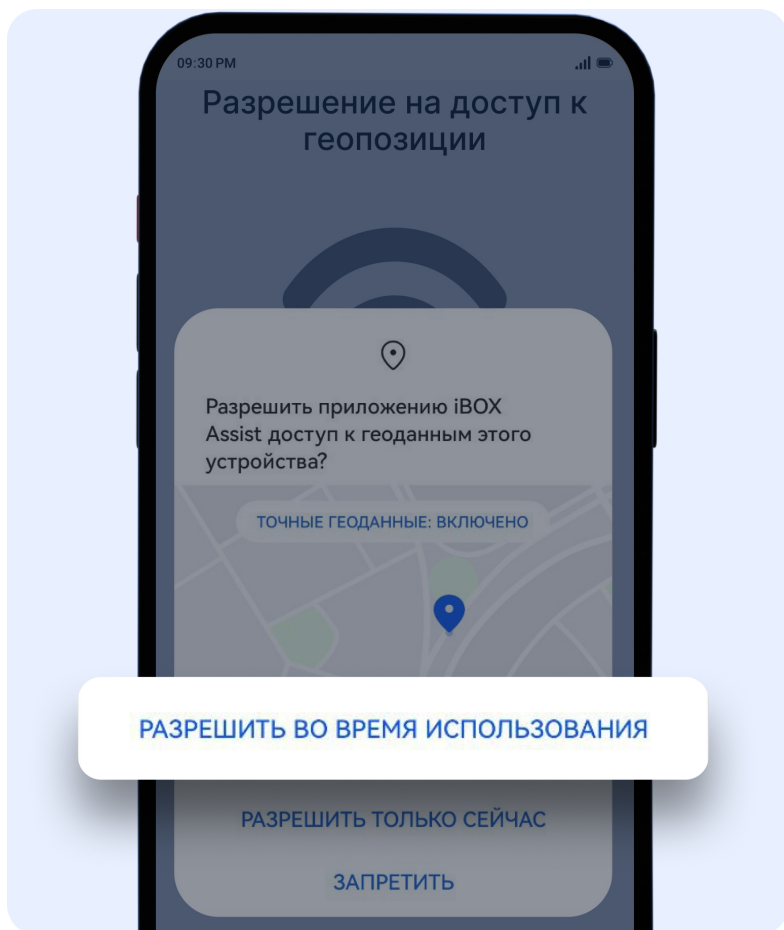 09:30 PM
Разрешение на доступ к
геопозиции
Разрешить приложению iBOX
Assist доступ к геоданным этого
устройства?
ТОЧНЫЕ ГЕОДАННЫЕ: ВКЛЮЧЕНО
РАЗРЕШИТЬ ВО ВРЕМЯ ИСПОЛЬЗОВАНИЯ
РАЗРЕШИТЬ ТОЛЬКО СЕЙЧАС
ЗАПРЕТИТЬ